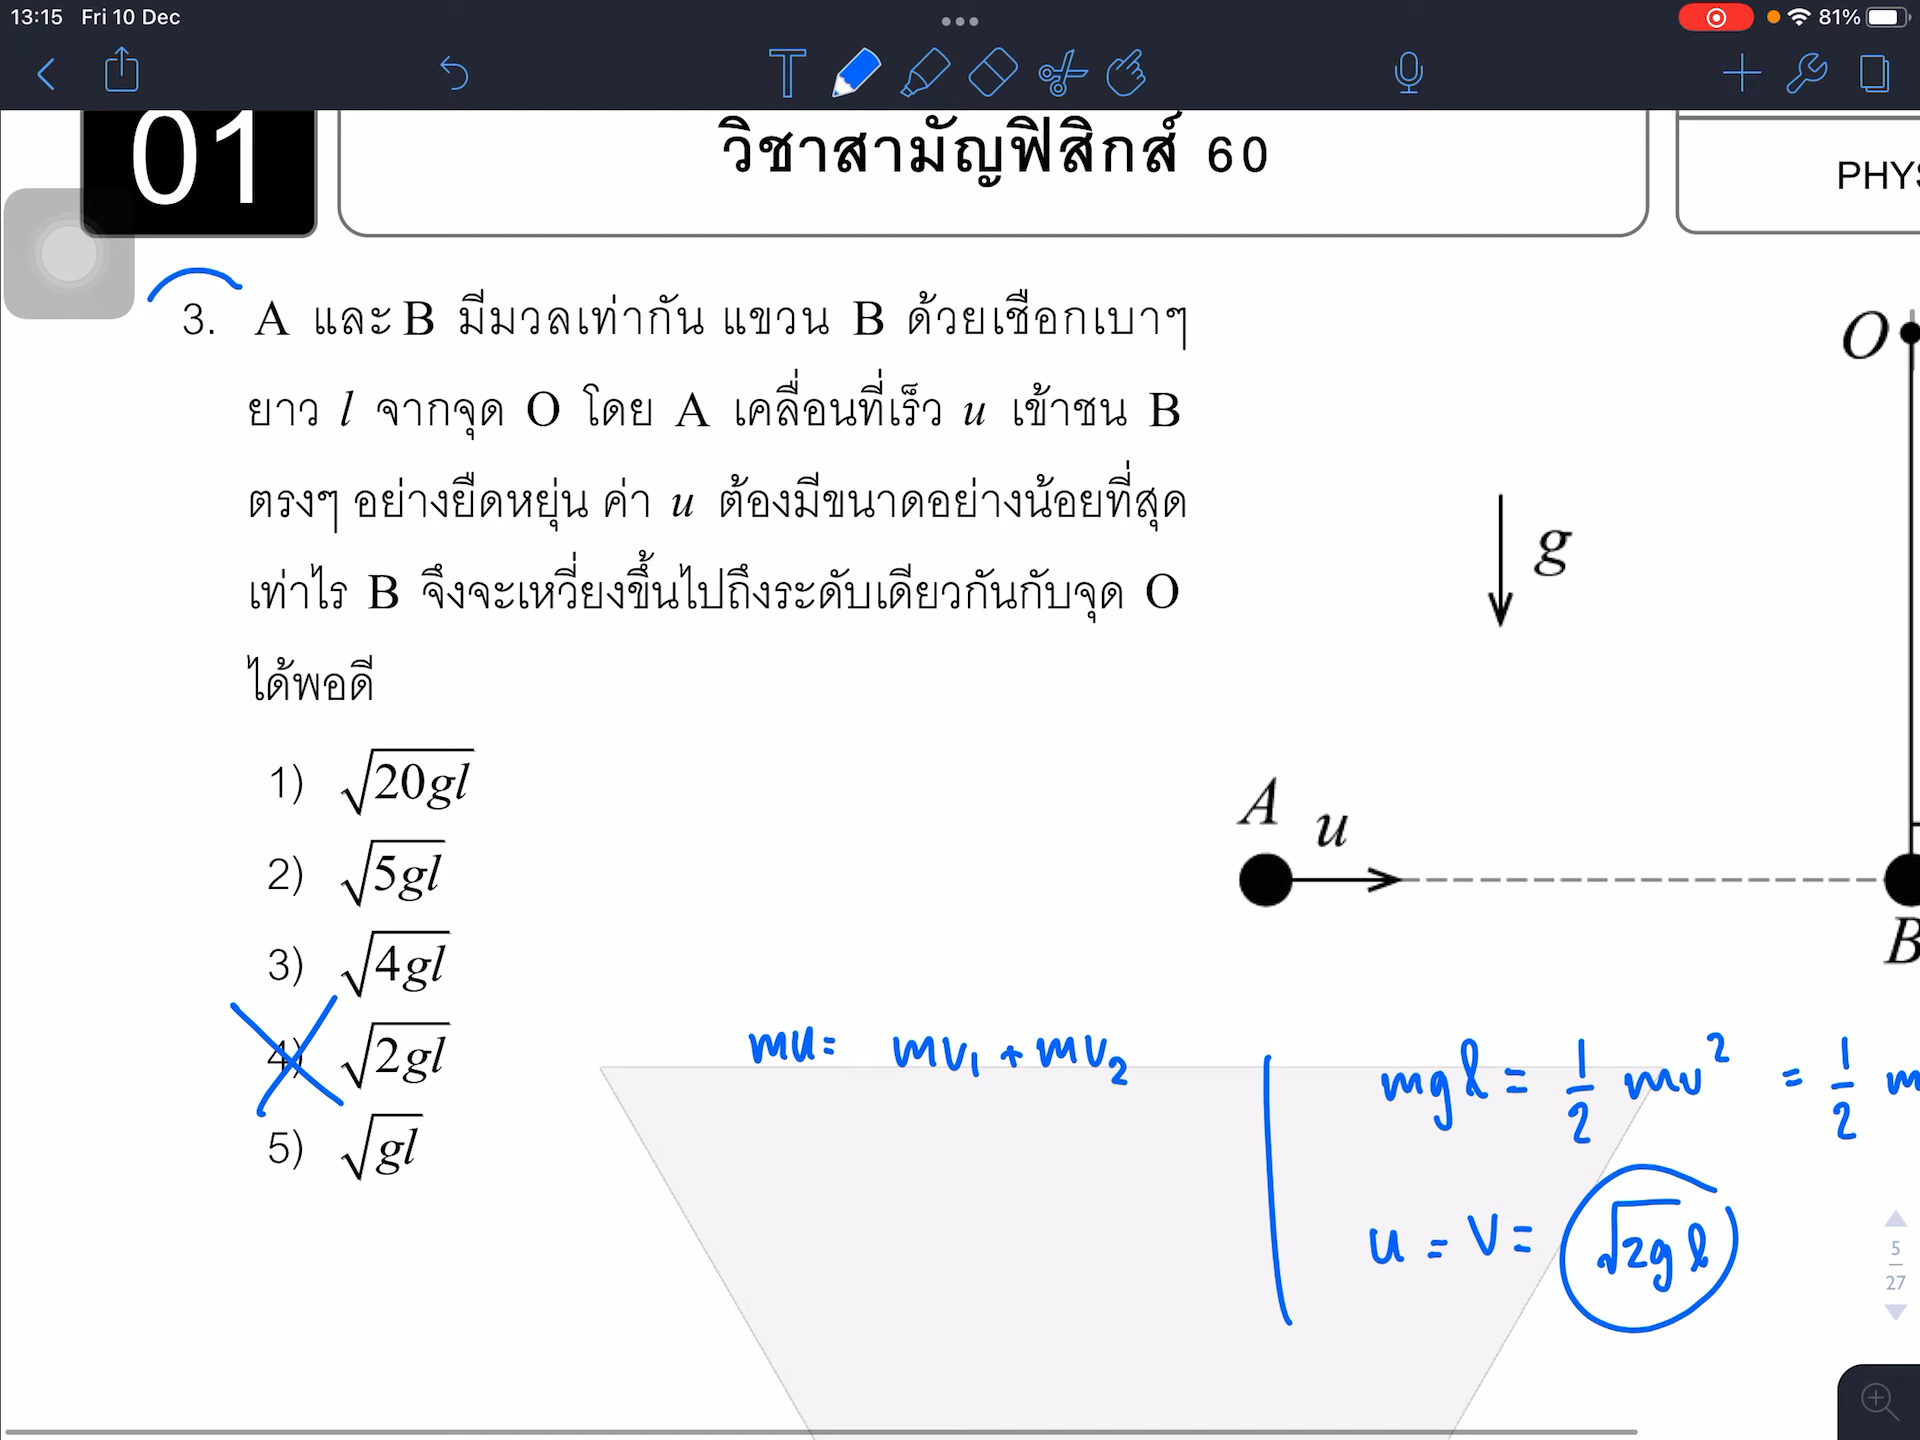 13:15 Fri 10 Dec
81%
01
วิชาสามัญฟิสิกส์ 60
PHYS
3. A และ B มีมวลเท่ากัน แขวน B ด้วยเชือกเบาๆ
ยาว l จากจุด O โดย A เคลื่อนที่เร็ว u เข้าชน B
ตรงๆ อย่างยืดหยุ่น ค่า u ต้องมีขนาดอย่างน้อยที่สุด
เท่าไร B จึงจะเหวี่ยงขึ้นไปถึงระดับเดียวกันกับจุด O
ได้พอดี
1) √20gl
2) √5gl
3) √4gl
4) √2gl
5) √gl
O
g
A
u
B
mu = mv₁ + mv₂
mgl = 1/2 mv² = 1/2 m
u = v = √2gl
5
27